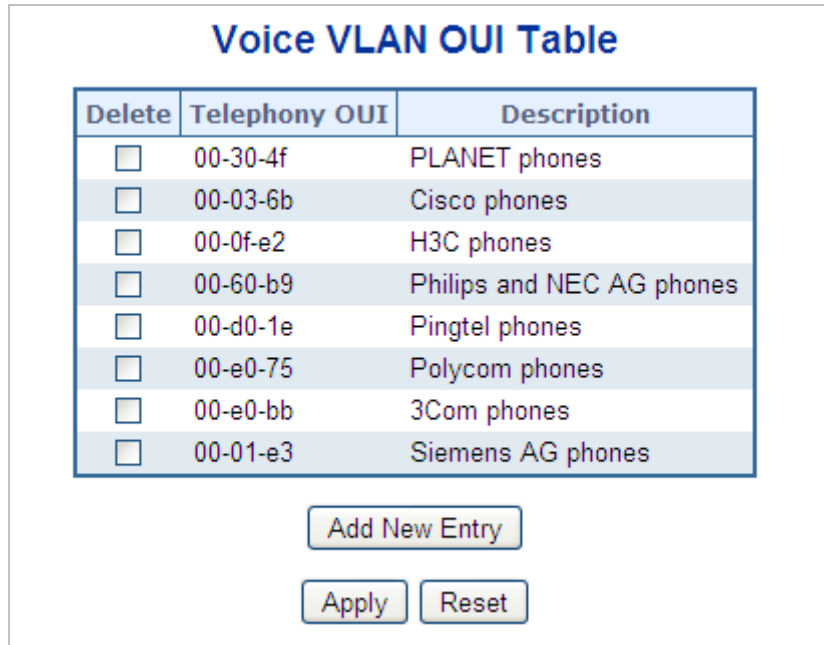 Voice VLAN OUI Table
Delete Telephony OUI Description
00-30-4f PLANET phones
00-03-6b Cisco phones
00-0f-e2 H3C phones
00-60-b9 Philips and NEC AG phones
00-d0-1e Pingtel phones
00-e0-75 Polycom phones
00-e0-bb 3Com phones
00-01-e3 Siemens AG phones
Add New Entry
Apply Reset